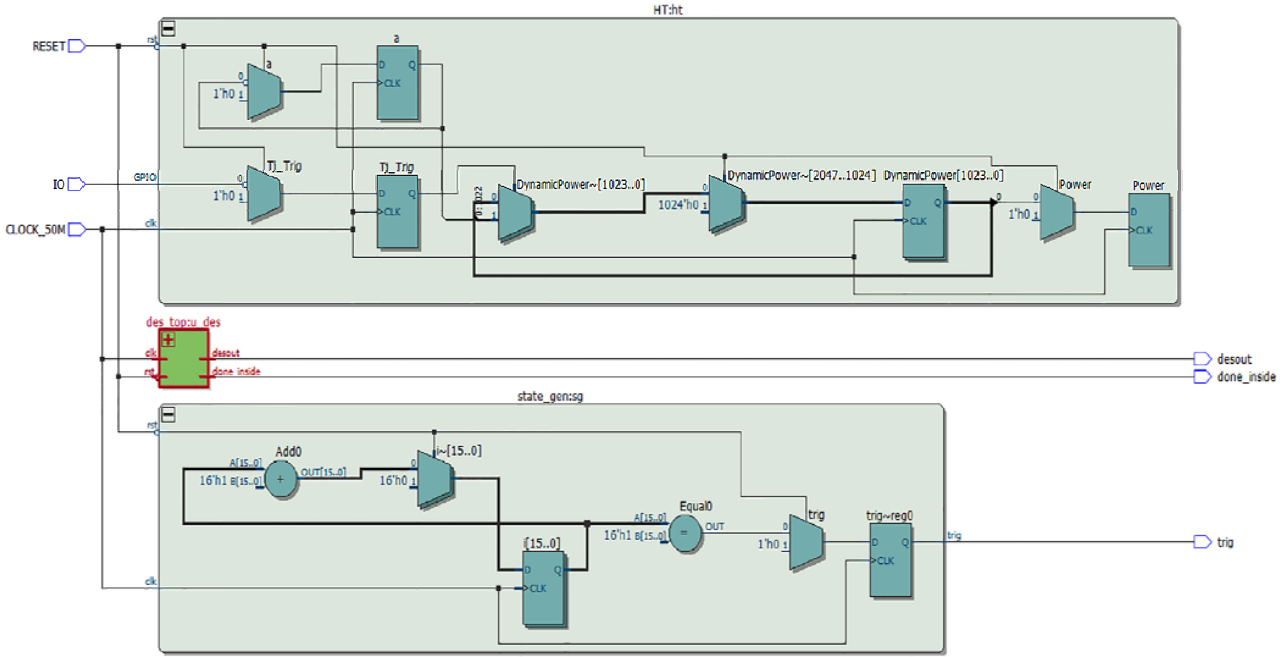 HT:ht
RESET
rst
a
a
D Q
CLK
0
1'h0 1
Tj_Trig
Tj_Trig
IO
GPIO
0
1'h0 1
D Q
CLK
DynamicPower~[1023..0]
0
1
DynamicPower~[2047..1024]
0
1024'h0 1
DynamicPower[1023..0]
D Q
CLK
0
Power
0
1'h0 1
Power
D
CLK
CLOCK_50M
clk
des_top:u_des
clk desout
rst done_inside
desout
done_inside
state_gen:sg
rst
Add0
A[15..0]
16'h1 B[15..0]
+
OUT[15..0]
i~[15..0]
0
16'h0 1
i[15..0]
D Q
CLK
Equal0
A[15..0]
16'h1 B[15..0]
=
OUT
trig
0
1'h0 1
trig~reg0
D Q
CLK
trig
trig
clk